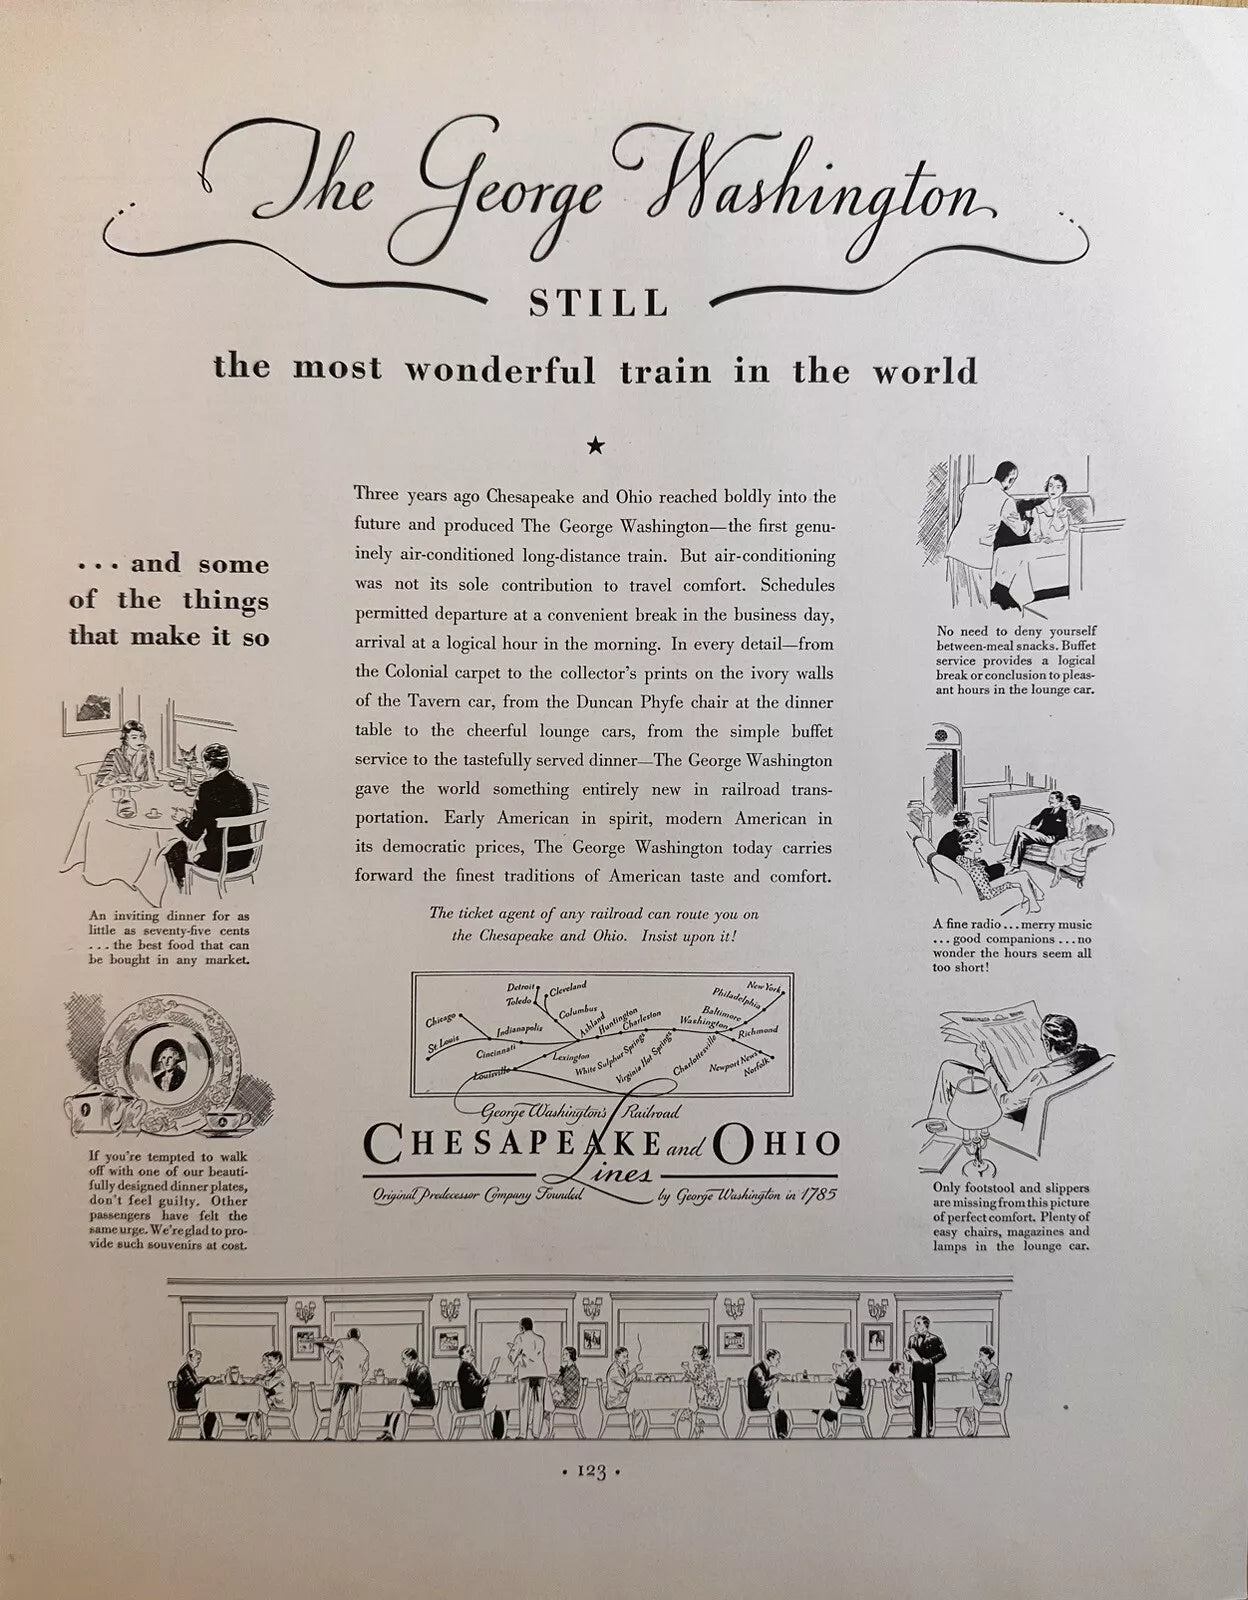 The George Washington
STILL
the most wonderful train in the world
★
... and some
of the things
that make it so
An inviting dinner for as
little as seventy-five cents
... the best food that can
be bought in any market.
If you're tempted to walk
off with one of our beauti-
fully designed dinner plates,
don't feel guilty. Other
passengers have felt the
same urge. We're glad to pro-
vide such souvenirs at cost.
Three years ago Chesapeake and Ohio reached boldly into the
future and produced The George Washington—the first genu-
inely air-conditioned long-distance train. But air-conditioning
was not its sole contribution to travel comfort. Schedules
permitted departure at a convenient break in the business day,
arrival at a logical hour in the morning. In every detail—from
the Colonial carpet to the collector's prints on the ivory walls
of the Tavern car, from the Duncan Phyfe chair at the dinner
table to the cheerful lounge cars, from the simple buffet
service to the tastefully served dinner—The George Washington
gave the world something entirely new in railroad trans-
portation. Early American in spirit, modern American in
its democratic prices, The George Washington today carries
forward the finest traditions of American taste and comfort.
The ticket agent of any railroad can route you on
the Chesapeake and Ohio. Insist upon it!
Detroit
Cleveland
Toledo
Chicago
Columbus
Indianapolis
St Louis
Cincinnati
Lexington
Louisville
Ashland
Huntington
Charleston
White Sulphur Springs
Virginia Hot Springs
Charlottesville
Washington
Baltimore
Philadelphia
New York
Richmond
Newport News
Norfolk
George Washington's Railroad
CHESAPEAKE and OHIO
Lines
Original Predecessor Company Founded by George Washington in 1785
No need to deny yourself
between-meal snacks. Buffet
service provides a logical
break or conclusion to pleas-
ant hours in the lounge car.
A fine radio...merry music
...good companions...no
wonder the hours seem all
too short!
Only footstool and slippers
are missing from this picture
of perfect comfort. Plenty of
easy chairs, magazines and
lamps in the lounge car.
• 123 •